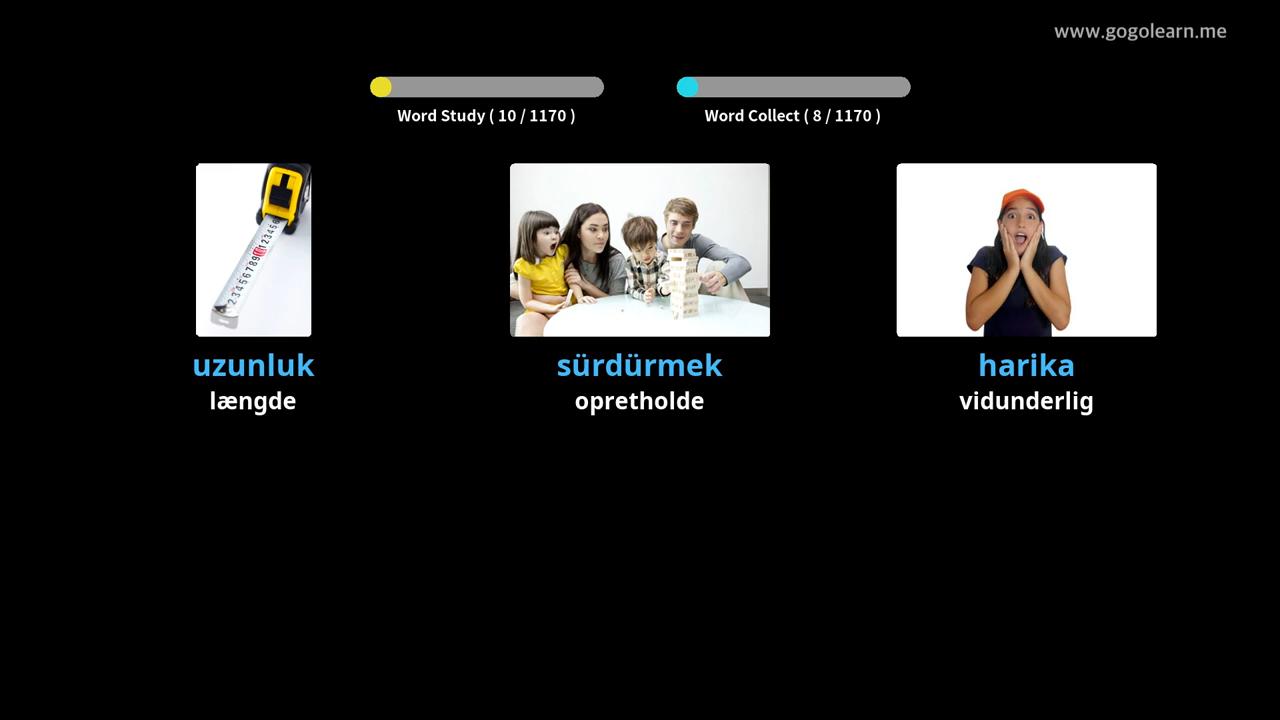 www.gogolearn.me
Word Study ( 10 / 1170 )
Word Collect ( 8 / 1170 )
uzunluk
længde
sürdürmek
opretholde
harika
vidunderlig